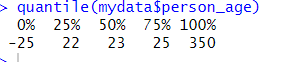 > quantile(mydata$person_age)
0% 25% 50% 75% 100%
-25 22 23 25 350
>